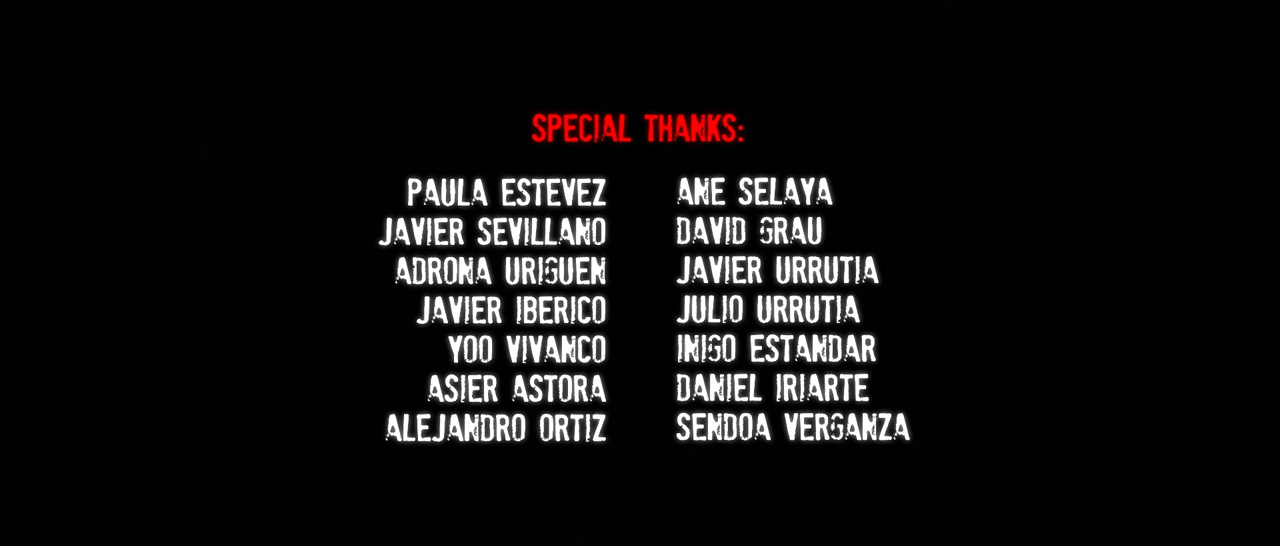 SPECIAL THANKS:
PAULA ESTEVEZ ANE SELAYA
JAVIER SEVILLANO DAVID GRAU
ADRONA URIGUEN JAVIER URRUTIA
JAVIER IBERICO JULIO URRUTIA
YOO VIVANCO INIGO ESTANDAR
ASIER ASTORA DANIEL IRIARTE
ALEJANDRO ORTIZ SENDOA VERGANZA